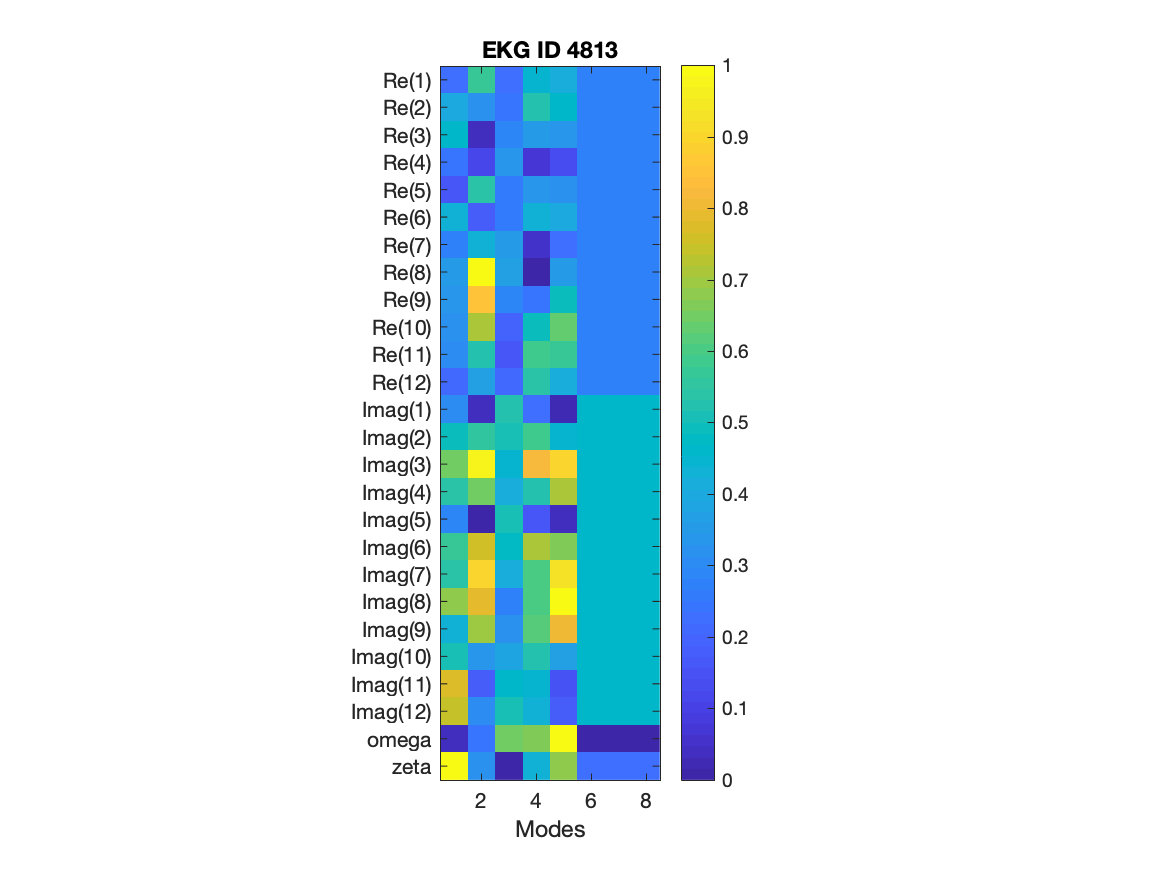 EKG ID 4813
Re(1)
Re(2)
Re(3)
Re(4)
Re(5)
Re(6)
Re(7)
Re(8)
Re(9)
Re(10)
Re(11)
Re(12)
Imag(1)
Imag(2)
Imag(3)
Imag(4)
Imag(5)
Imag(6)
Imag(7)
Imag(8)
Imag(9)
Imag(10)
Imag(11)
Imag(12)
omega
zeta
2 4 6 8
Modes
1
0.9
0.8
0.7
0.6
0.5
0.4
0.3
0.2
0.1
0